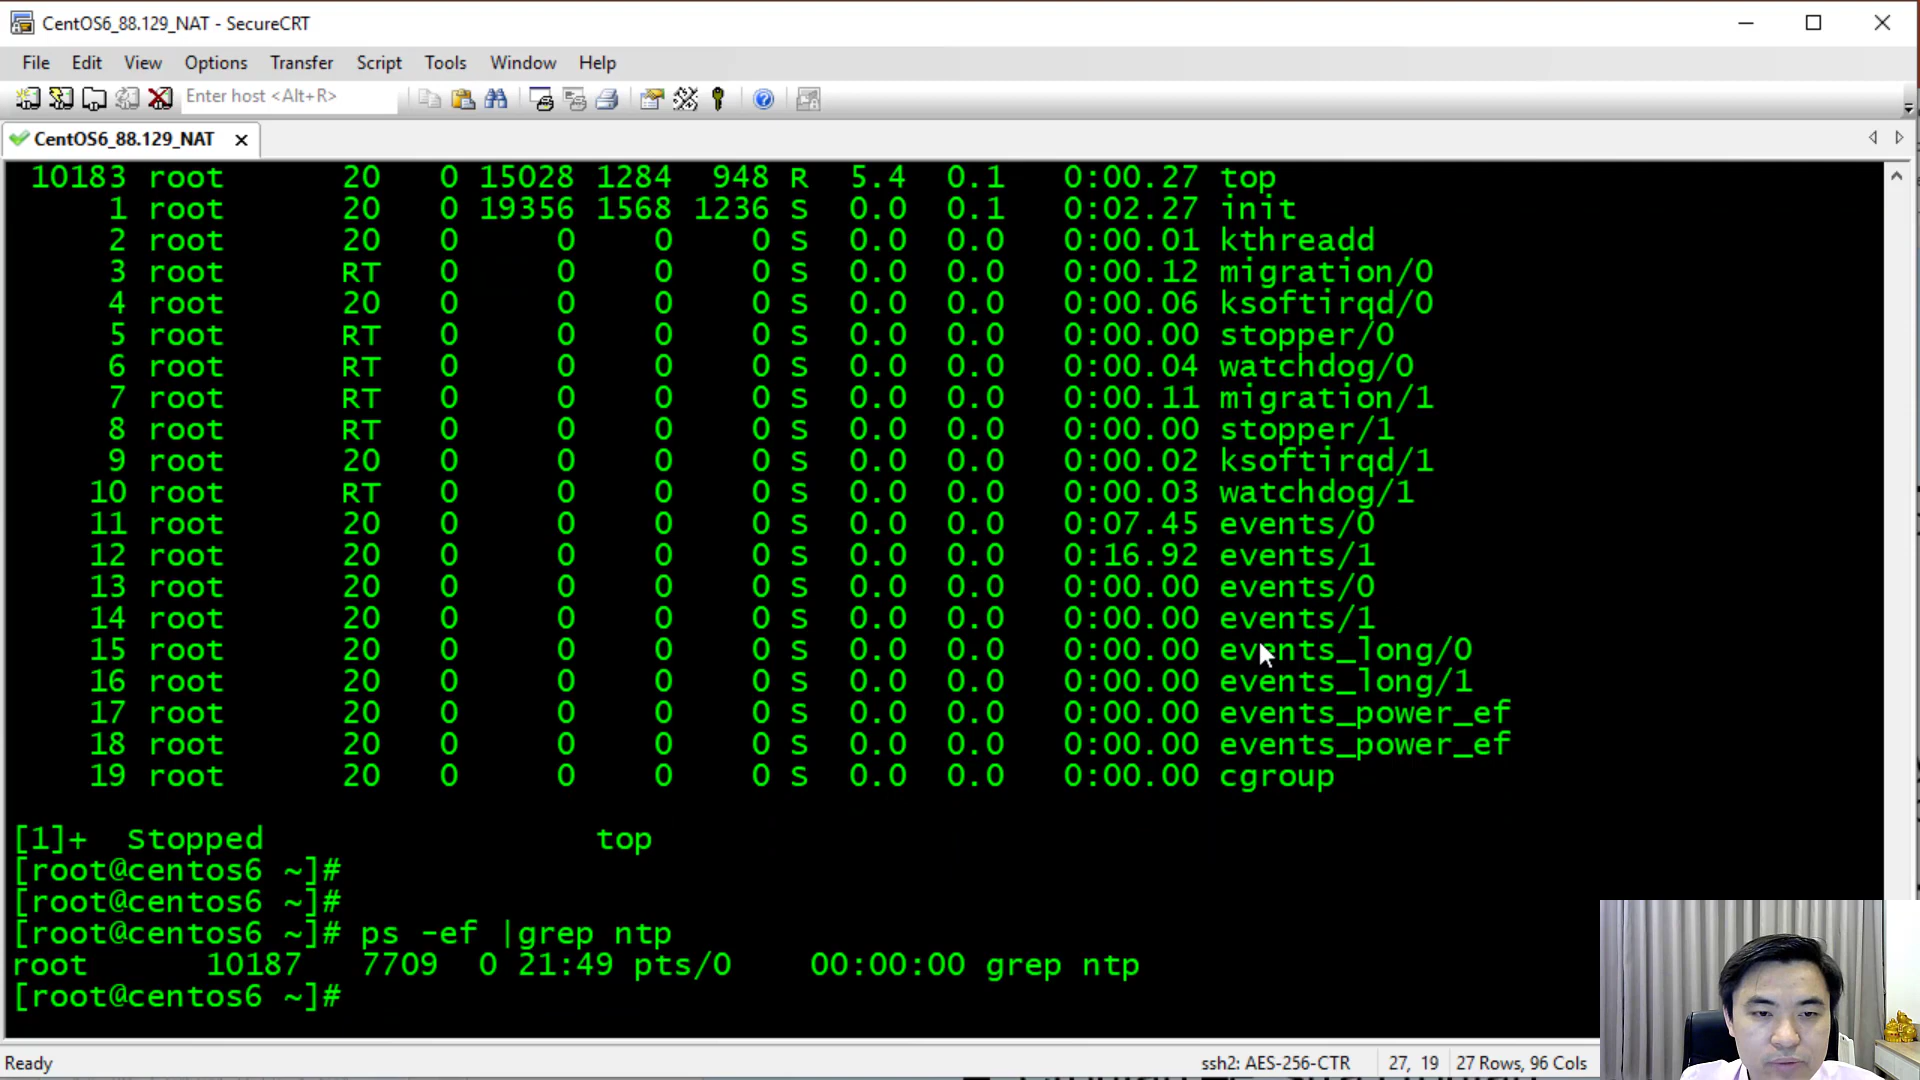 CentOS6_88.129_NAT - SecureCRT
File Edit View Options Transfer Script Tools Window Help
Enter host <Alt+R>
CentOS6_88.129_NAT
10183 root 20 0 15028 1284 948 R 5.4 0.1 0:00.27 top
1 root 20 0 19356 1568 1236 S 0.0 0.1 0:02.27 init
2 root 20 0 0 0 0 S 0.0 0.0 0:00.01 kthreadd
3 root RT 0 0 0 0 S 0.0 0.0 0:00.12 migration/0
4 root 20 0 0 0 0 S 0.0 0.0 0:00.06 ksoftirqd/0
5 root RT 0 0 0 0 S 0.0 0.0 0:00.00 stopper/0
6 root RT 0 0 0 0 S 0.0 0.0 0:00.04 watchdog/0
7 root RT 0 0 0 0 S 0.0 0.0 0:00.11 migration/1
8 root RT 0 0 0 0 S 0.0 0.0 0:00.00 stopper/1
9 root 20 0 0 0 0 S 0.0 0.0 0:00.02 ksoftirqd/1
10 root RT 0 0 0 0 S 0.0 0.0 0:00.03 watchdog/1
11 root 20 0 0 0 0 S 0.0 0.0 0:07.45 events/0
12 root 20 0 0 0 0 S 0.0 0.0 0:16.92 events/1
13 root 20 0 0 0 0 S 0.0 0.0 0:00.00 events/0
14 root 20 0 0 0 0 S 0.0 0.0 0:00.00 events/1
15 root 20 0 0 0 0 S 0.0 0.0 0:00.00 events_long/0
16 root 20 0 0 0 0 S 0.0 0.0 0:00.00 events_long/1
17 root 20 0 0 0 0 S 0.0 0.0 0:00.00 events_power_ef
18 root 20 0 0 0 0 S 0.0 0.0 0:00.00 events_power_ef
19 root 20 0 0 0 0 S 0.0 0.0 0:00.00 cgroup
[1]+ Stopped top
[root@centos6 ~]#
[root@centos6 ~]#
[root@centos6 ~]# ps -ef |grep ntp
root 10187 7709 0 21:49 pts/0 00:00:00 grep ntp
[root@centos6 ~]#
Ready ssh2: AES-256-CTR 27, 19 27 Rows, 96 Cols